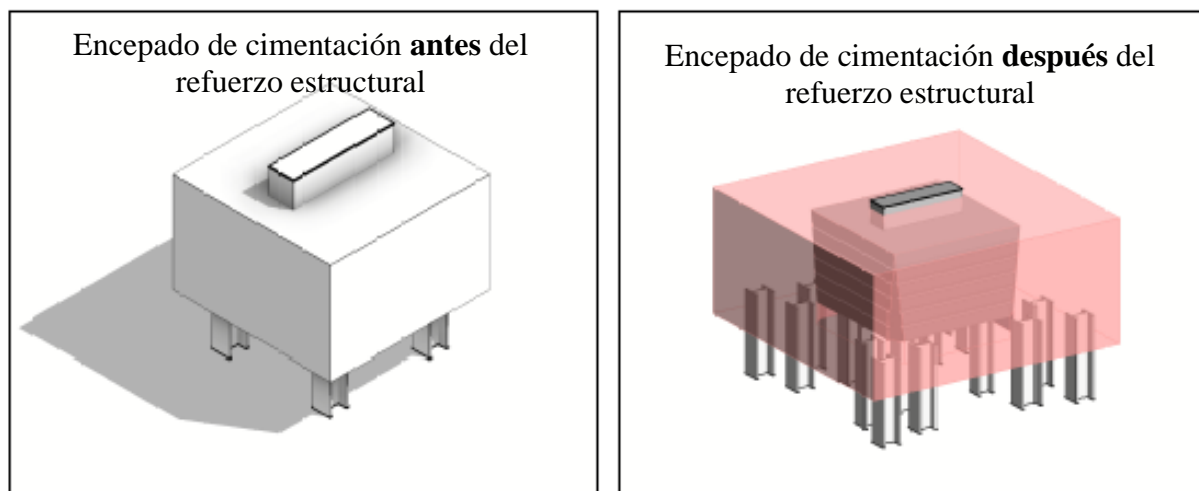 Encepado de cimentación antes del
refuerzo estructural
Encepado de cimentación después del
refuerzo estructural